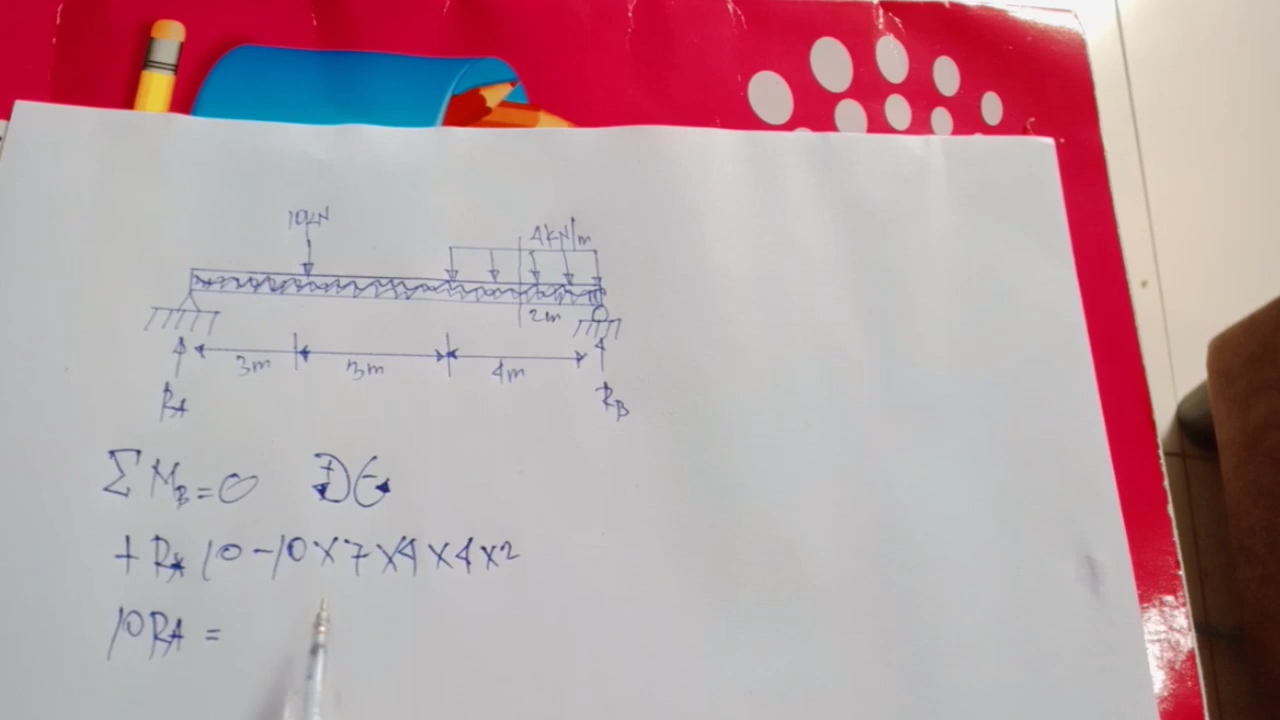 10kN
4kN/m
2m
3m 3m 4m
RA RB
ΣMB=0
+RA 10-10×7×4×4×2
10RA =